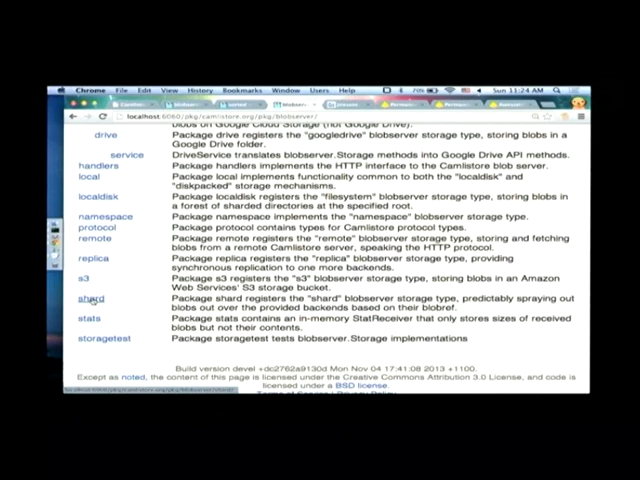 Chrome File Edit View History Bookmarks Window Users Help 70% Sun 11:24 AM
localhost:6060/pkg/camlistore.org/pkg/blobserver/
blobs on Google Cloud Storage (not Google Drive).
drive Package drive registers the "googledrive" blobserver storage type, storing blobs in a
Google Drive folder.
service DriveService translates blobserver.Storage methods into Google Drive API methods.
handlers Package handlers implements the HTTP interface to the Camlistore blob server.
local Package local implements functionality common to both the "localdisk" and
"diskpacked" storage mechanisms.
localdisk Package localdisk registers the "filesystem" storage type, storing blobs in
a forest of sharded directories at the specified root.
namespace Package namespace implements the "namespace" blobserver storage type.
protocol Package protocol contains types for Camlistore protocol types.
remote Package remote registers the "remote" blobserver storage type, storing and fetching
blobs from a remote Camlistore server, speaking the HTTP protocol.
replica Package replica registers the "replica" blobserver storage type, providing
synchronous replication to one more backends.
s3 Package s3 registers the "s3" blobserver storage type, storing blobs in an Amazon
Web Services' S3 storage bucket.
shard Package shard registers the "shard" blobserver storage type, predictably spraying out
blobs out over the provided backends based on their blobref.
stats Package stats contains an in-memory StatReceiver that only stores sizes of received
blobs but not their contents.
storagetest Package storagetest tests blobserver.Storage implementations
Build version devel +dc2762a9130d Mon Nov 04 17:41:08 2013 +1100.
Except as noted, the content of this page is licensed under the Creative Commons Attribution 3.0 License, and code is
licensed under a BSD license.
Terms of Service | Privacy Policy